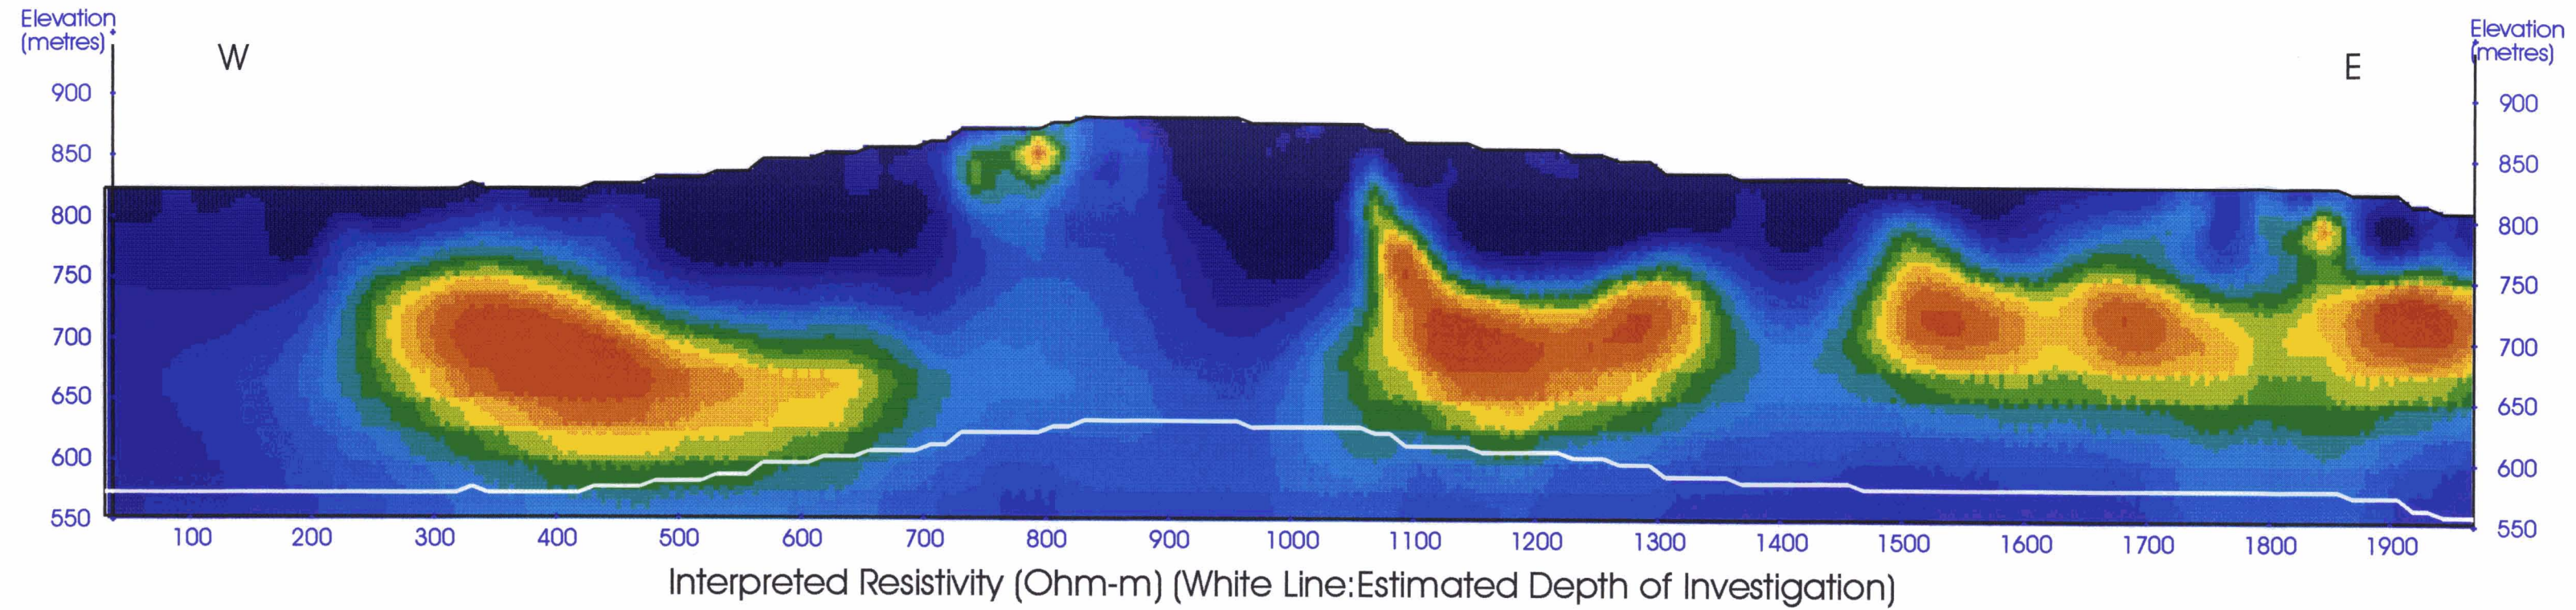 Elevation
(metres)
W
E
Elevation
(metres)
900
850
800
750
700
650
600
550
900
850
800
750
700
650
600
550
100 200 300 400 500 600 700 800 900 1000 1100 1200 1300 1400 1500 1600 1700 1800 1900
Interpreted Resistivity (Ohm-m) (White Line:Estimated Depth of Investigation)